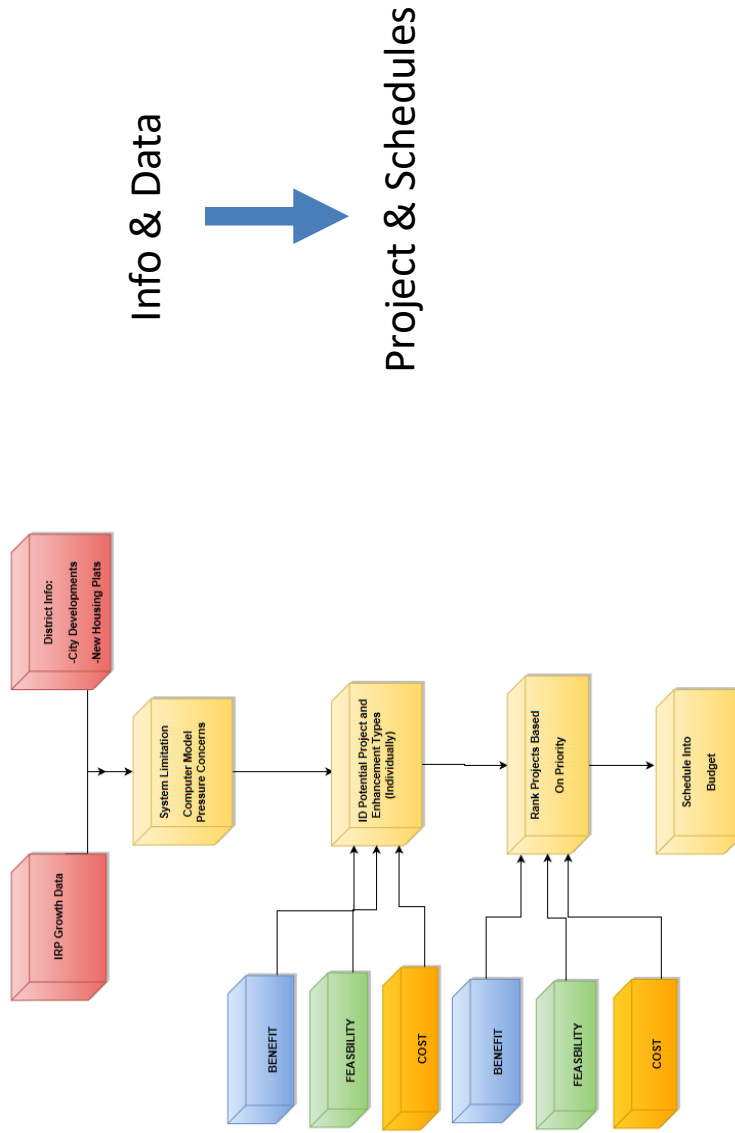 Info & Data
Project & Schedules
IRP Growth Data
District Info:
-City Developments
-New Housing Plats
System Limitation
Computer Model
Pressure Concerns
BENEFIT
FEASBILITY
COST
ID Potential Project and
Enhancement Types
(Individually)
BENEFIT
FEASIBILITY
COST
Rank Projects Based
On Priority
Schedule Into
Budget